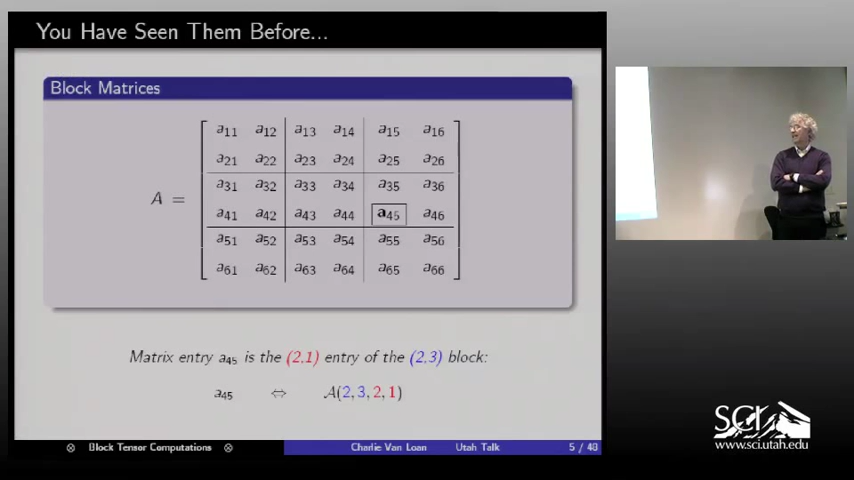 You Have Seen Them Before...
Block Matrices
a11 a12 a13 a14 a15 a16
a21 a22 a23 a24 a25 a26
A = a31 a32 a33 a34 a35 a36
a41 a42 a43 a44 a45 a46
a51 a52 a53 a54 a55 a56
a61 a62 a63 a64 a65 a66
Matrix entry a45 is the (2,1) entry of the (2,3) block:
a45 ⇔ A(2, 3, 2, 1)
⊗ Block Tensor Computations ⊗ Charlie Van Loan Utah Talk 5 / 48
SCI
www.sci.utah.edu